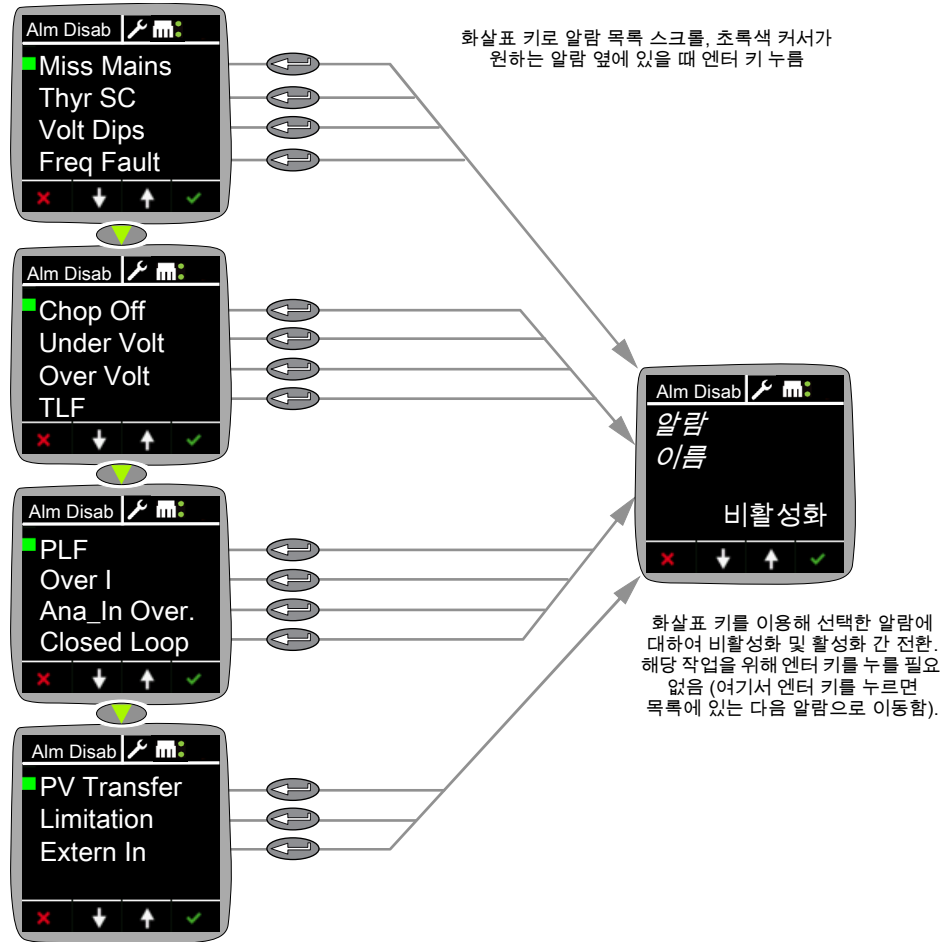 Alm Disab
Miss Mains
Thyr SC
Volt Dips
Freq Fault
화살표 키로 알람 목록 스크롤, 초록색 커서가
원하는 알람 옆에 있을 때 엔터 키 누름
Alm Disab
Chop Off
Under Volt
Over Volt
TLF
Alm Disab
알람
이름
비활성화
Alm Disab
PLF
Over I
Ana_In Over.
Closed Loop
화살표 키를 이용해 선택한 알람에
대하여 비활성화 및 활성화 간 전환.
해당 작업을 위해 엔터 키를 누를 필요
없음 (여기서 엔터 키를 누르면
목록에 있는 다음 알람으로 이동함).
Alm Disab
PV Transfer
Limitation
Extern In